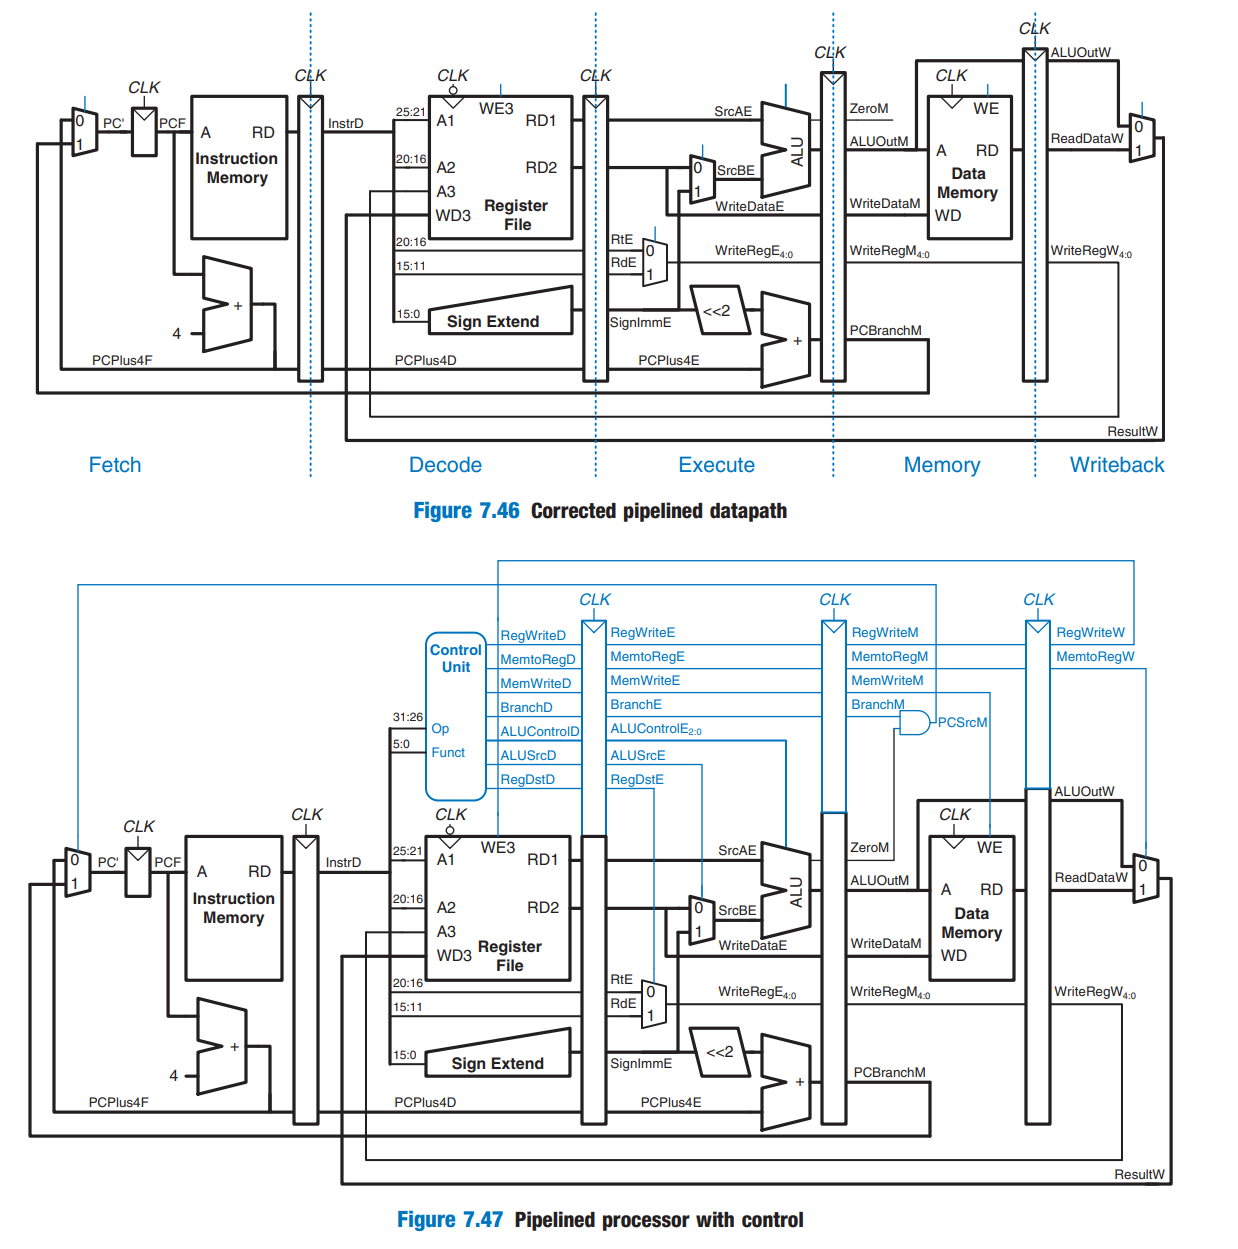 CLK
CLK
CLK CLK CLK CLK
ALUOutW
CLK
0 PC' PCF A RD InstrD 25:21 A1 WE3 RD1 SrcAE ZeroM WE 0
1 ALU ALUOutM A RD ReadDataW 1
Instruction
Memory
20:16 A2 RD2 0 SrcBE
A3 1 Data
Memory
WD3 Register
File
WriteDataE WriteDataM WD
20:16 RtE 0 WriteRegE4:0 WriteRegM4:0 WriteRegW4:0
15:11 RdE 1
+ 15:0 Sign Extend SignImmE <<2
4 + PCBranchM
PCPlus4F PCPlus4D PCPlus4E
ResultW
Fetch Decode Execute Memory Writeback
Figure 7.46 Corrected pipelined datapath
CLK CLK CLK
Control
Unit
RegWriteD RegWriteE RegWriteM RegWriteW
MemtoRegD MemtoRegE MemtoRegM MemtoRegW
MemWriteD MemWriteE MemWriteM
BranchD BranchE BranchM
31:26 Op ALUControlD ALUControlE2:0 PCSrcM
5:0 Funct ALUSrcD ALUSrcE
RegDstD RegDstE
ALUOutW
CLK CLK CLK CLK
0 PC' PCF A RD InstrD 25:21 A1 WE3 RD1 SrcAE ZeroM WE 0
1 ALU ALUOutM A RD ReadDataW 1
Instruction
Memory
20:16 A2 RD2 0 SrcBE
A3 1 Data
Memory
WD3 Register
File
WriteDataE WriteDataM WD
20:16 RtE 0 WriteRegE4:0 WriteRegM4:0 WriteRegW4:0
15:11 RdE 1
+ 15:0 Sign Extend SignImmE <<2
4 + PCBranchM
PCPlus4F PCPlus4D PCPlus4E
ResultW
Figure 7.47 Pipelined processor with control